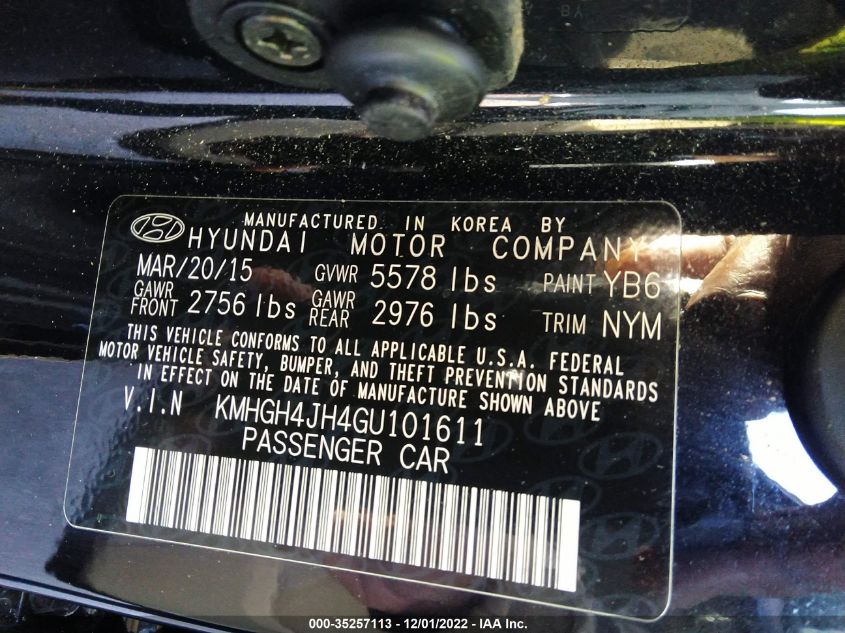 MANUFACTURED IN KOREA BY
HYUNDAI MOTOR COMPANY
MAR/20/15 GVWR 5578 lbs PAINT YB6
GAWR FRONT 2756 lbs GAWR REAR 2976 lbs TRIM NYM
THIS VEHICLE CONFORMS TO ALL APPLICABLE U.S.A. FEDERAL
MOTOR VEHICLE SAFETY, BUMPER, AND THEFT PREVENTION STANDARDS
IN EFFECT ON THE DATE OF MANUFACTURE SHOWN ABOVE
V.I.N KMHGH4JH4GU101611
PASSENGER CAR
000-35257113 - 12/01/2022 - IAA Inc.